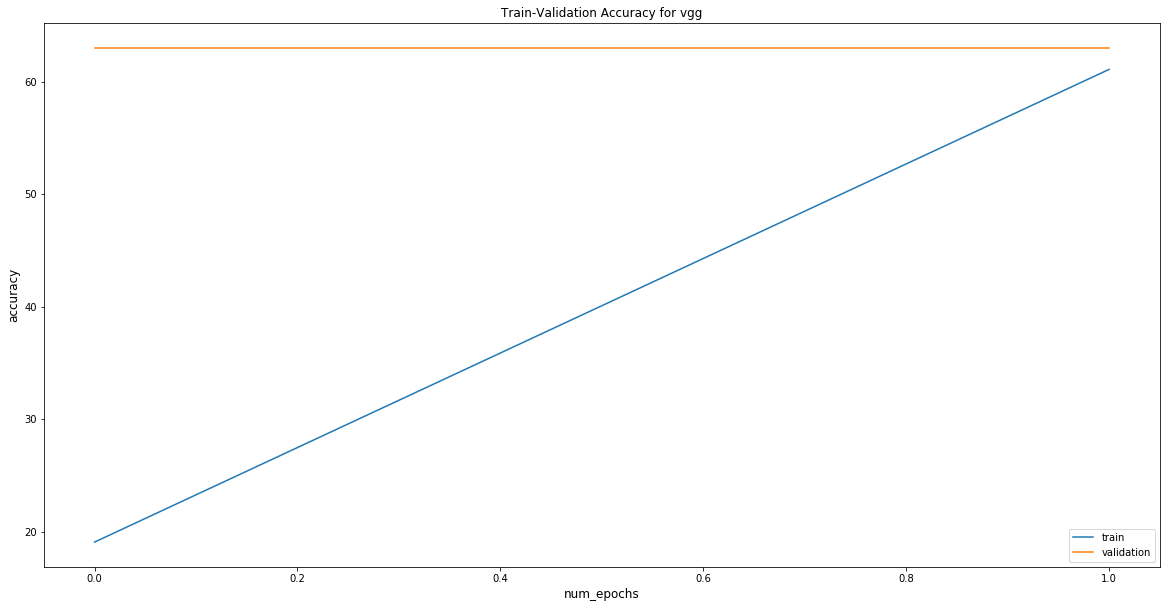 Train-Validation Accuracy for vgg
60
50
40
30
20
accuracy
0.0 0.2 0.4 0.6 0.8 1.0
num_epochs
train
validation